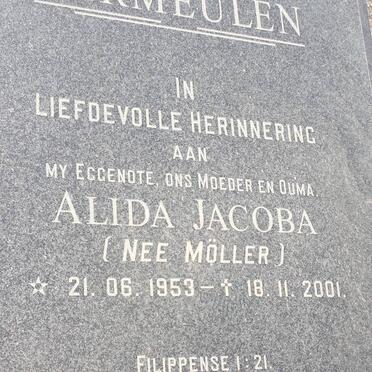 IN
LIEFDEVOLLE HERINNERING
AAN
MY EGGENOTE, ONS MOEDER EN OUMA.
ALIDA JACOBA
( NEE MÖLLER )
☆ 21. 06. 1953 – † 18. 11. 2001.
FILIPPENSE 1 : 21.